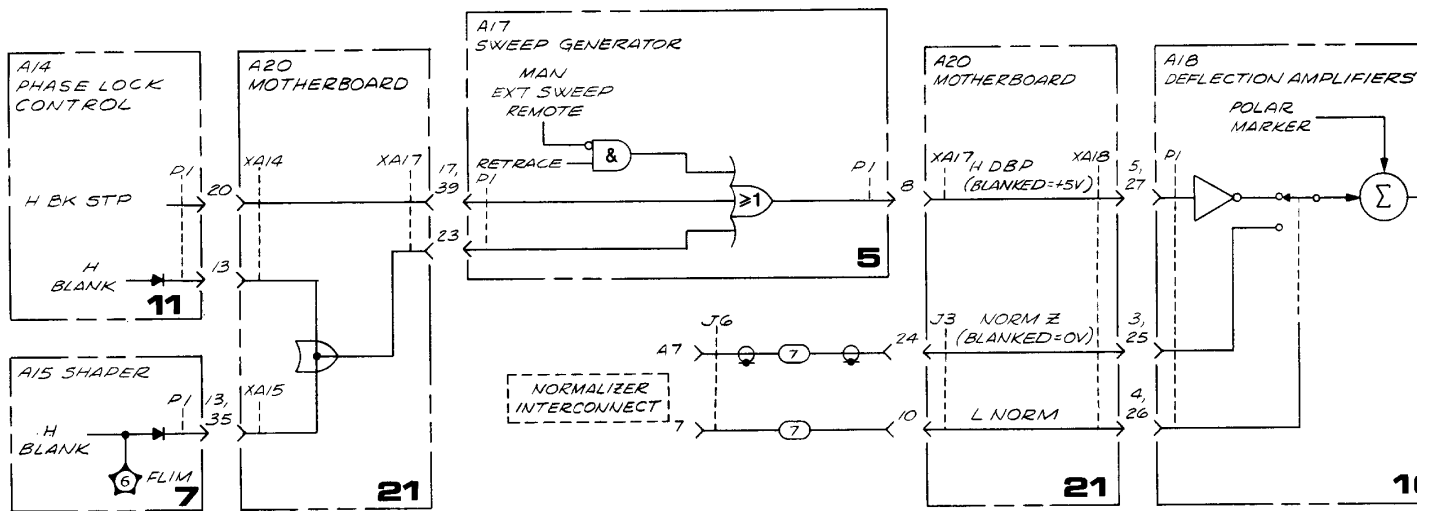 A14
PHASE LOCK
CONTROL
H BK STP
P1
20
H
BLANK
13
11
A15 SHAPER
P1
13,
35
H
BLANK
6
FLIM
7
A20
MOTHERBOARD
XA14
XA17
17,
39
23
XA15
21
A17
SWEEP GENERATOR
MAN
EXT SWEEP
REMOTE
RETRACE
&
P1
≥1
P1
8
5
J6
A7
7
24
NORMALIZER
INTERCONNECT
7
7
10
A20
MOTHERBOARD
XA17
H DBP
(BLANKED=+5V)
XA18
5,
27
J3
NORM Z
(BLANKED=0V)
3,
25
L NORM
4,
26
21
A18
DEFLECTION AMPLIFIERS
POLAR
MARKER
P1
Σ